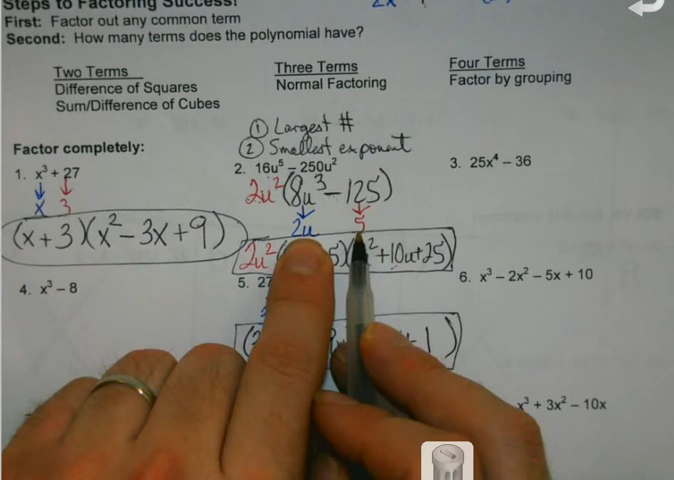 Steps to Factoring Success!
First: Factor out any common term
Second: How many terms does the polynomial have?
Two Terms
Difference of Squares
Sum/Difference of Cubes
Three Terms
Normal Factoring
Four Terms
Factor by grouping
① Largest #
② Smallest exponent
Factor completely:
1. x³ + 27
x 3
(x+3)(x²−3x+9)
2. 16u⁵ − 250u²
2u²(8u³−125)
2u 5
2u² 5)( ² +10u+25)
3. 25x⁴ − 36
4. x³ − 8
5. 27
1)
6. x³ − 2x² − 5x + 10
x³ + 3x² − 10x